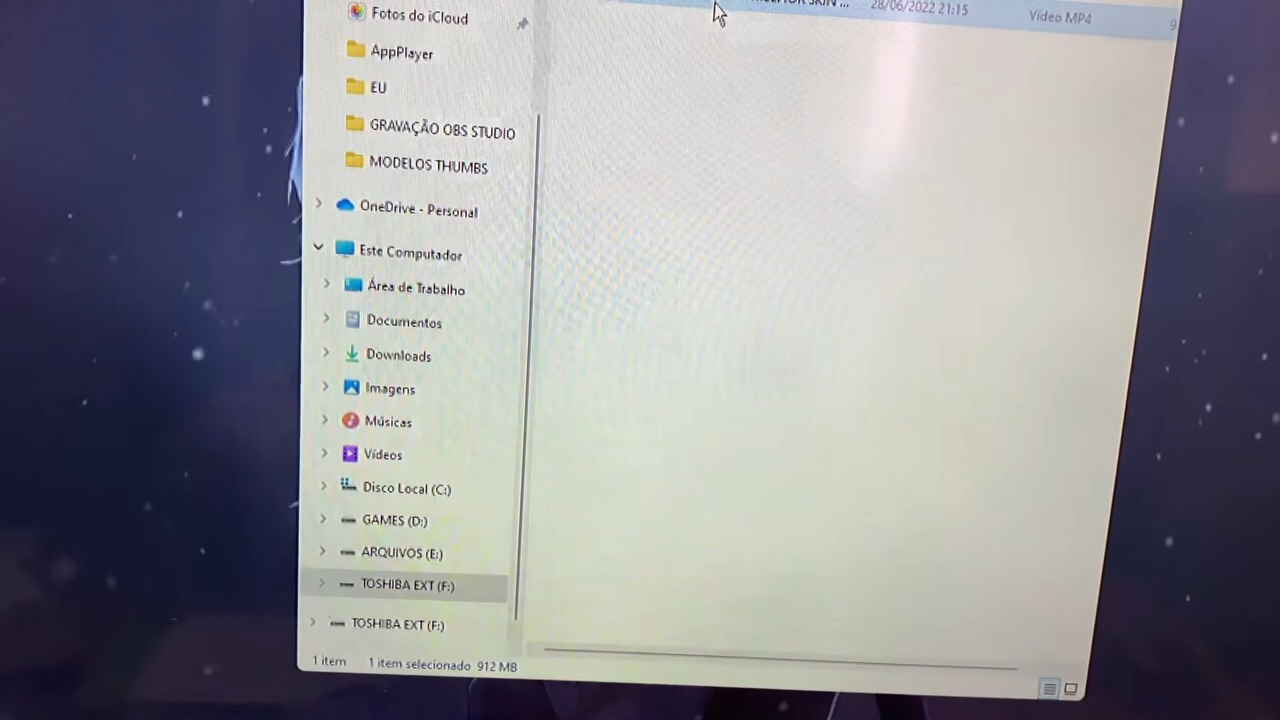 Fotos do iCloud
SKIN ... 28/06/2022 21:15 Vídeo MP4 9
AppPlayer
EU
GRAVAÇÃO OBS STUDIO
MODELOS THUMBS
OneDrive - Personal
Este Computador
Área de Trabalho
Documentos
Downloads
Imagens
Músicas
Vídeos
Disco Local (C:)
GAMES (D:)
ARQUIVOS (E:)
TOSHIBA EXT (F:)
TOSHIBA EXT (F:)
1 item 1 item selecionado 912 MB